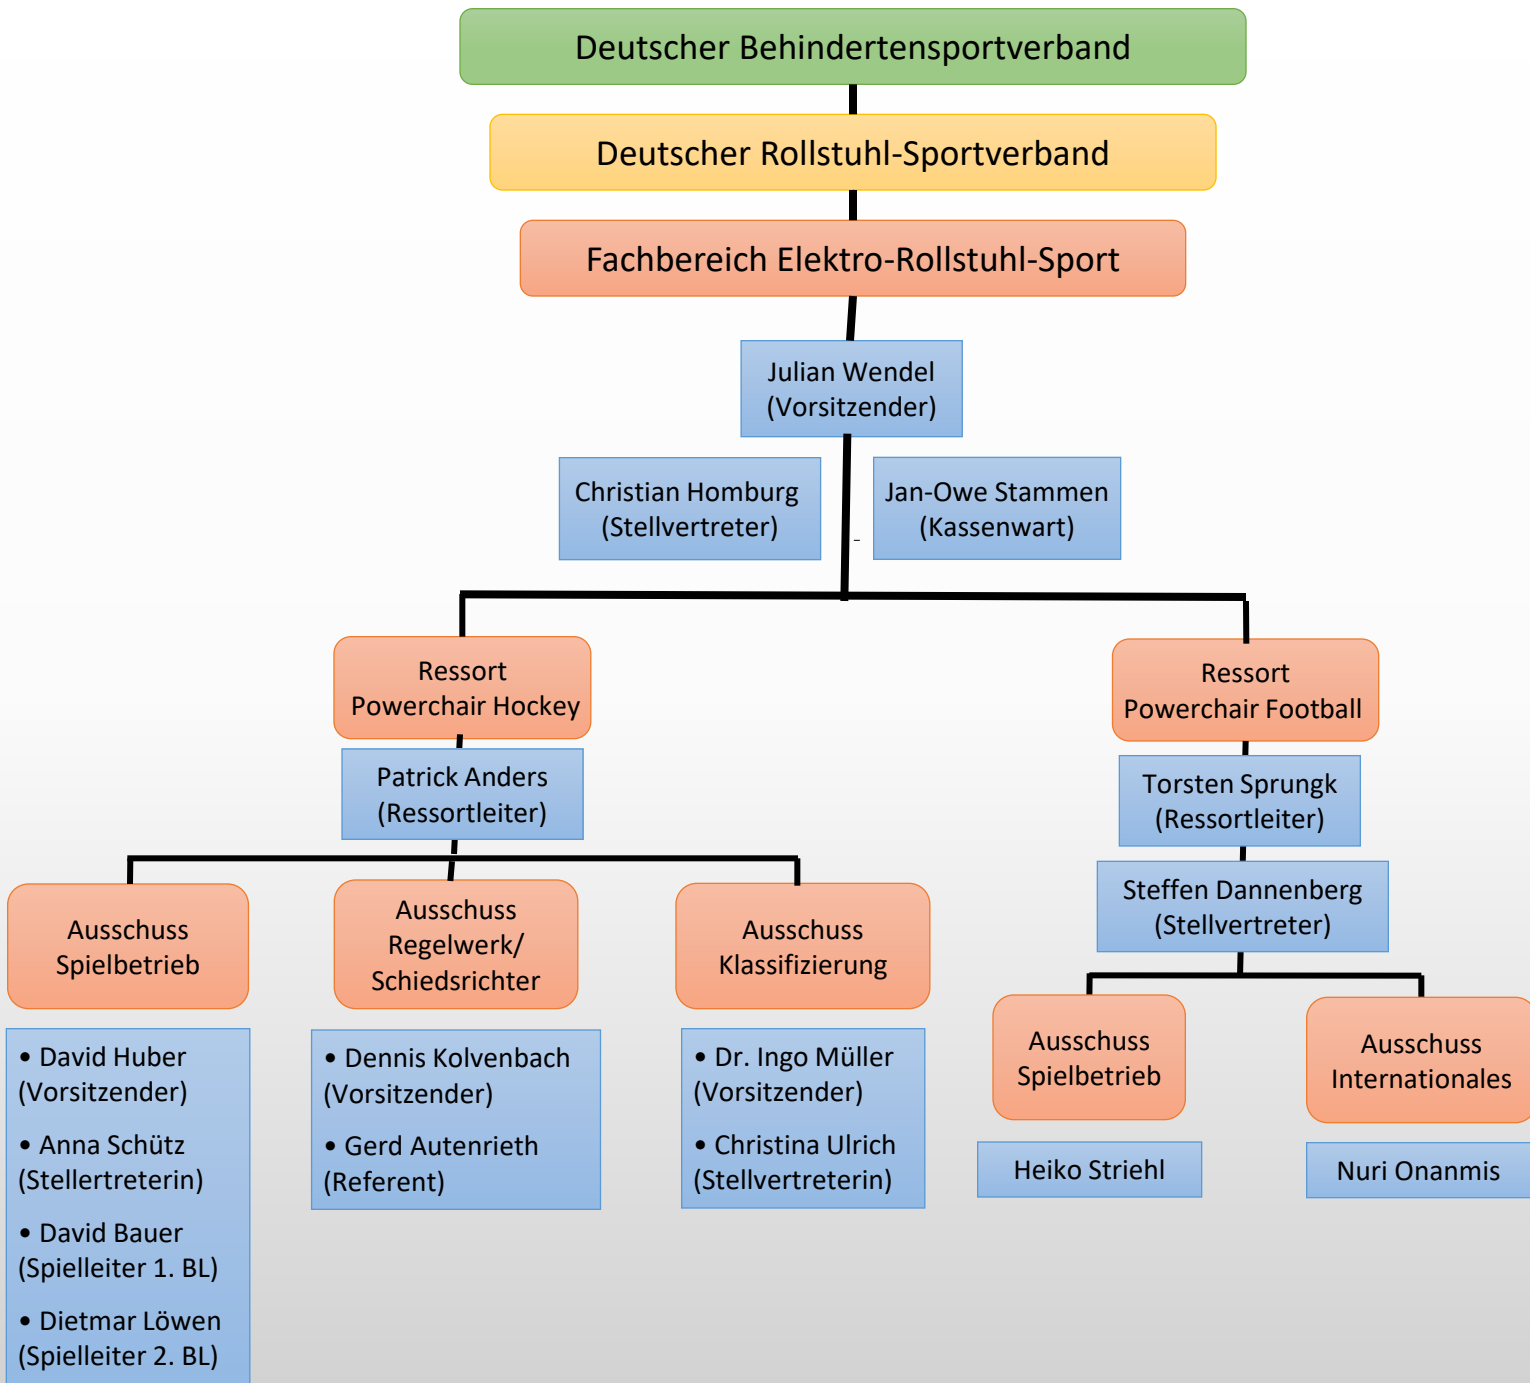 Deutscher Behindertensportverband
Deutscher Rollstuhl-Sportverband
Fachbereich Elektro-Rollstuhl-Sport
Julian Wendel
(Vorsitzender)
Christian Homburg
(Stellvertreter)
Jan-Owe Stammen
(Kassenwart)
Ressort
Powerchair Hockey
Patrick Anders
(Ressortleiter)
Ausschuss
Spielbetrieb
• David Huber
(Vorsitzender)
• Anna Schütz
(Stellertreterin)
• David Bauer
(Spielleiter 1. BL)
• Dietmar Löwen
(Spielleiter 2. BL)
Ausschuss
Regelwerk/
Schiedsrichter
• Dennis Kolvenbach
(Vorsitzender)
• Gerd Autenrieth
(Referent)
Ausschuss
Klassifizierung
• Dr. Ingo Müller
(Vorsitzender)
• Christina Ulrich
(Stellvertreterin)
Ressort
Powerchair Football
Torsten Sprungk
(Ressortleiter)
Steffen Dannenberg
(Stellvertreter)
Ausschuss
Spielbetrieb
Heiko Striehl
Ausschuss
Internationales
Nuri Onanmis